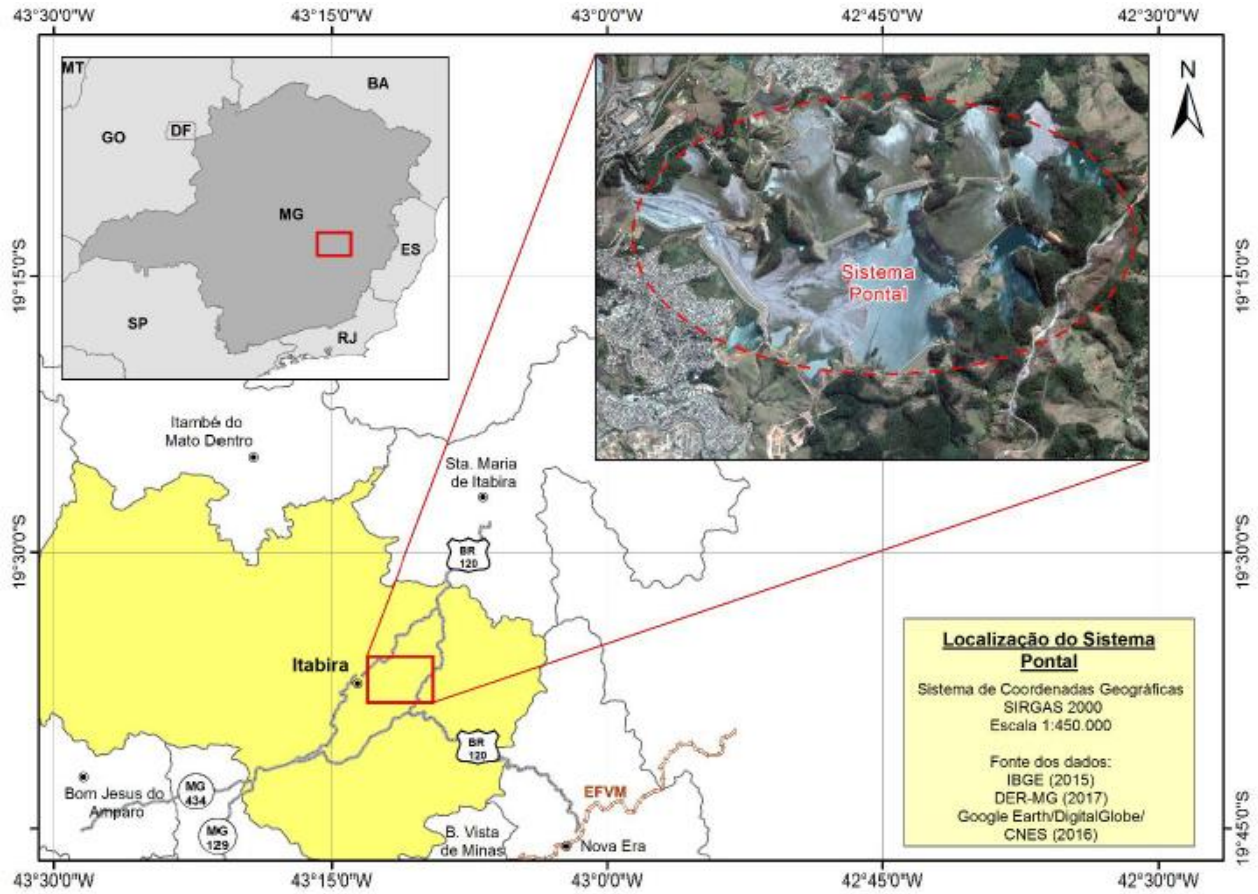 43°30'0"W
43°15'0"W
43°0'0"W
42°45'0"W
42°30'0"W
MT
BA
GO
DF
MG
ES
SP
RJ
N
Sistema
Pontal
19°15'0"S
19°15'0"S
Itambé do
Mato Dentro
Sta. Maria
de Itabira
BR
120
19°30'0"S
19°30'0"S
Itabira
BR
120
Bom Jesus do
Amparo
MG
434
MG
129
EFVM
B. Vista
de Minas
Nova Era
Localização do Sistema
Pontal
Sistema de Coordenadas Geográficas
SIRGAS 2000
Escala 1:450.000
Fonte dos dados:
IBGE (2015)
DER-MG (2017)
Google Earth/DigitalGlobe/
CNES (2016)
19°45'0"S
19°45'0"S
43°30'0"W
43°15'0"W
43°0'0"W
42°45'0"W
42°30'0"W